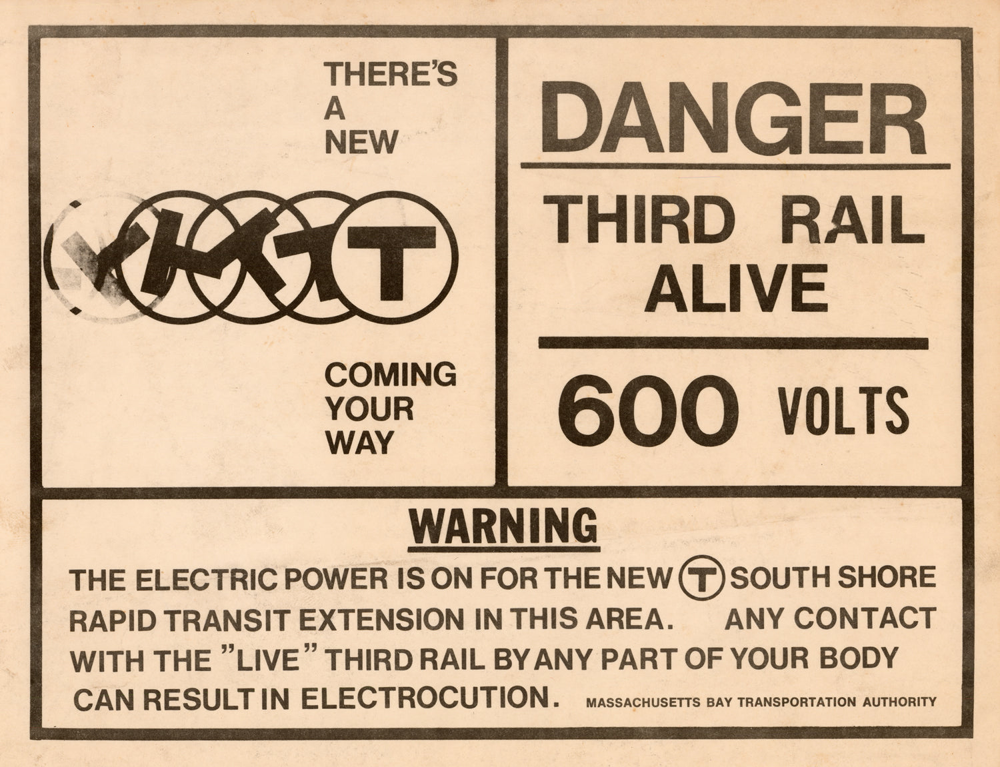 THERE'S
A
NEW
T
COMING
YOUR
WAY
DANGER
THIRD RAIL
ALIVE
600 VOLTS
WARNING
THE ELECTRIC POWER IS ON FOR THE NEW T SOUTH SHORE
RAPID TRANSIT EXTENSION IN THIS AREA. ANY CONTACT
WITH THE ”LIVE” THIRD RAIL BY ANY PART OF YOUR BODY
CAN RESULT IN ELECTROCUTION. MASSACHUSETTS BAY TRANSPORTATION AUTHORITY